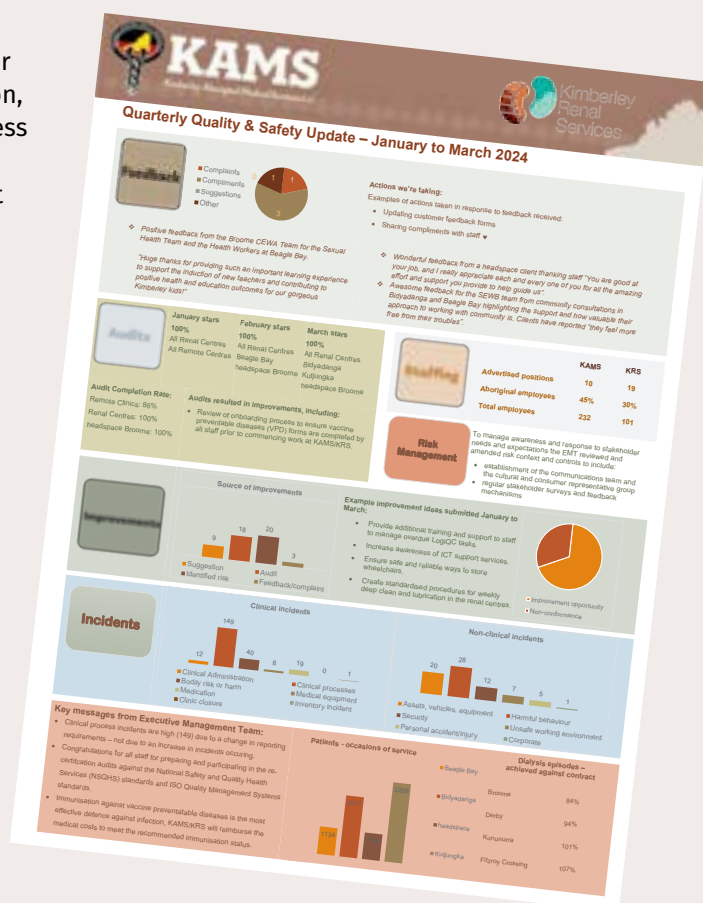 r
on,
ess
t
KAMS
Kimberley
Renal
Services
Quarterly Quality & Safety Update – January to March 2024
Feedback
Complaints
Compliments
Suggestions
Other
0
1
1
3
❖ Positive feedback from the Broome CEWA Team for the Sexual
Health Team and the Health Workers at Beagle Bay.
"Huge thanks for providing such an important learning experience
to support the induction of new teachers and contributing to
positive health and education outcomes for our gorgeous
Kimberley kids!"
Actions we're taking:
Examples of actions taken in response to feedback received:
• Updating customer feedback forms
• Sharing compliments with staff ♥
❖ Wonderful feedback from a headspace client thanking staff "You are good at
your job, and I really appreciate each and every one of you for all the amazing
effort and support you provide to help guide us".
❖ Awesome feedback for the SEWB team from community consultations in
Bidyadanga and Beagle Bay highlighting the support and how valuable their
approach to working with community is. Clients have reported "they feel more
free from their troubles".
Audits
January stars
100%
All Renal Centres
All Remote Centres
February stars
100%
All Renal Centres
Beagle Bay
headspace Broome
March stars
100%
All Renal Centres
Bidyadanga
Kutjungka
headspace Broome
Audit Completion Rate:
Remote Clinics: 86%
Renal Centres: 100%
headspace Broome: 100%
Audits resulted in improvements, including:
• Review of onboarding process to ensure vaccine
preventable diseases (VPD) forms are completed by
all staff prior to commencing work at KAMS/KRS.
Staffing
KAMS KRS
Advertised positions 10 19
Aboriginal employees 45% 30%
Total employees 232 101
Risk
Management
To manage awareness and response to stakeholder
needs and expectations the EMT reviewed and
amended risk context and controls to include:
• establishment of the communications team and
the cultural and consumer representative group
• regular stakeholder surveys and feedback
mechanisms
Improvements
Source of improvements
9
18
20
3
Suggestion
Audit
Identified risk
Feedback/complaint
Example improvement ideas submitted January to
March:
• Provide additional training and support to staff
to manage overdue LogiQC tasks.
• Increase awareness of ICT support services.
• Ensure safe and reliable ways to store
wheelchairs.
• Create standardised procedures for weekly
deep clean and lubrication in the renal centres.
Improvement opportunity
Non-conformance
Incidents
Clinical incidents
12
149
40
19
0
1
Clinical Administration
Clinical processes
Bodily risk or harm
Medical equipment
Medication
Inventory incident
Clinic closure
Non-clinical incidents
20
26
12
7
5
1
Assets, vehicles, equipment
Harmful behaviour
Security
Unsafe working environment
Personal accident/injury
Corporate
Key messages from Executive Management Team:
• Clinical process incidents are high (149) due to a change in reporting
requirements – not due to an increase in incidents occuring.
• Congratulations for all staff for preparing and participating in the re-
certification audits against the National Safety and Quality Health
Services (NSQHS) standards and ISO Quality Management Systems
standards.
• Immunisation against vaccine preventable diseases is the most
effective defence against infection, KAMS/KRS will reimburse the
medical costs to meet the recommended immunisation status.
Patients - occasions of service
1134
Beagle Bay
Bidyadanga
headspace
Kutjungka
Dialysis episodes –
achieved against contract
Broome 84%
Derby 94%
Kununurra 101%
Fitzroy Crossing 107%